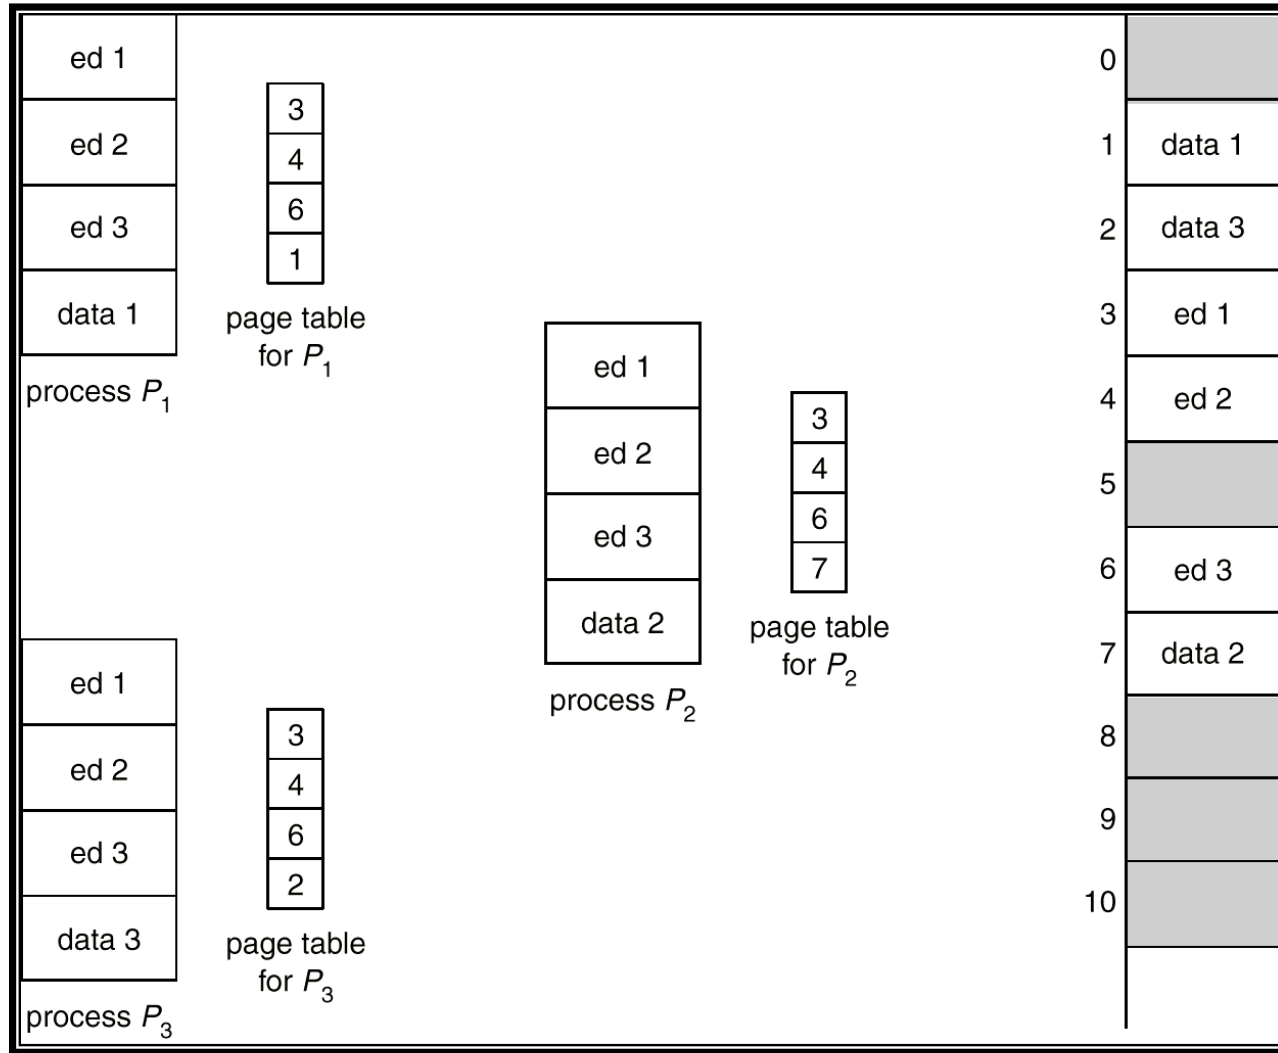 ed 1
ed 2
ed 3
data 1
process P1
3
4
6
1
page table
for P1
ed 1
ed 2
ed 3
data 2
process P2
3
4
6
7
page table
for P2
ed 1
ed 2
ed 3
data 3
process P3
3
4
6
2
page table
for P3
0
1 data 1
2 data 3
3 ed 1
4 ed 2
5
6 ed 3
7 data 2
8
9
10